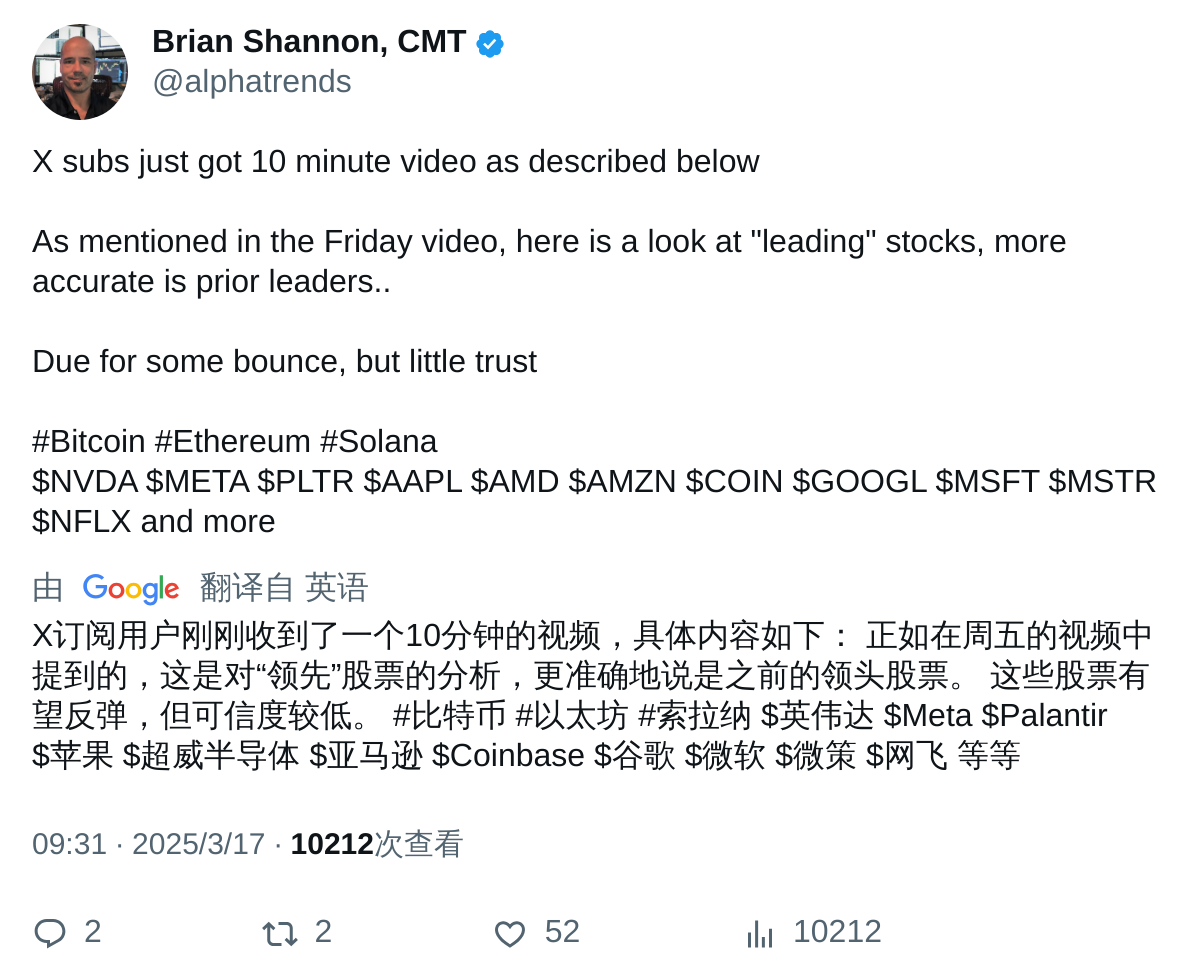 Brian Shannon, CMT
@alphatrends
X subs just got 10 minute video as described below
As mentioned in the Friday video, here is a look at "leading" stocks, more
accurate is prior leaders..
Due for some bounce, but little trust
#Bitcoin #Ethereum #Solana
$NVDA $META $PLTR $AAPL $AMD $AMZN $COIN $GOOGL $MSFT $MSTR
$NFLX and more
由 Google 翻译自 英语
X订阅用户刚刚收到了一个10分钟的视频，具体内容如下： 正如在周五的视频中
提到的，这是对“领先”股票的分析，更准确地说是之前的领头股票。 这些股票有
望反弹，但可信度较低。 #比特币 #以太坊 #索拉纳 $英伟达 $Meta $Palantir
$苹果 $超威半导体 $亚马逊 $Coinbase $谷歌 $微软 $微策 $网飞 等等
09:31 · 2025/3/17 · 10212次查看
2 2 52 10212